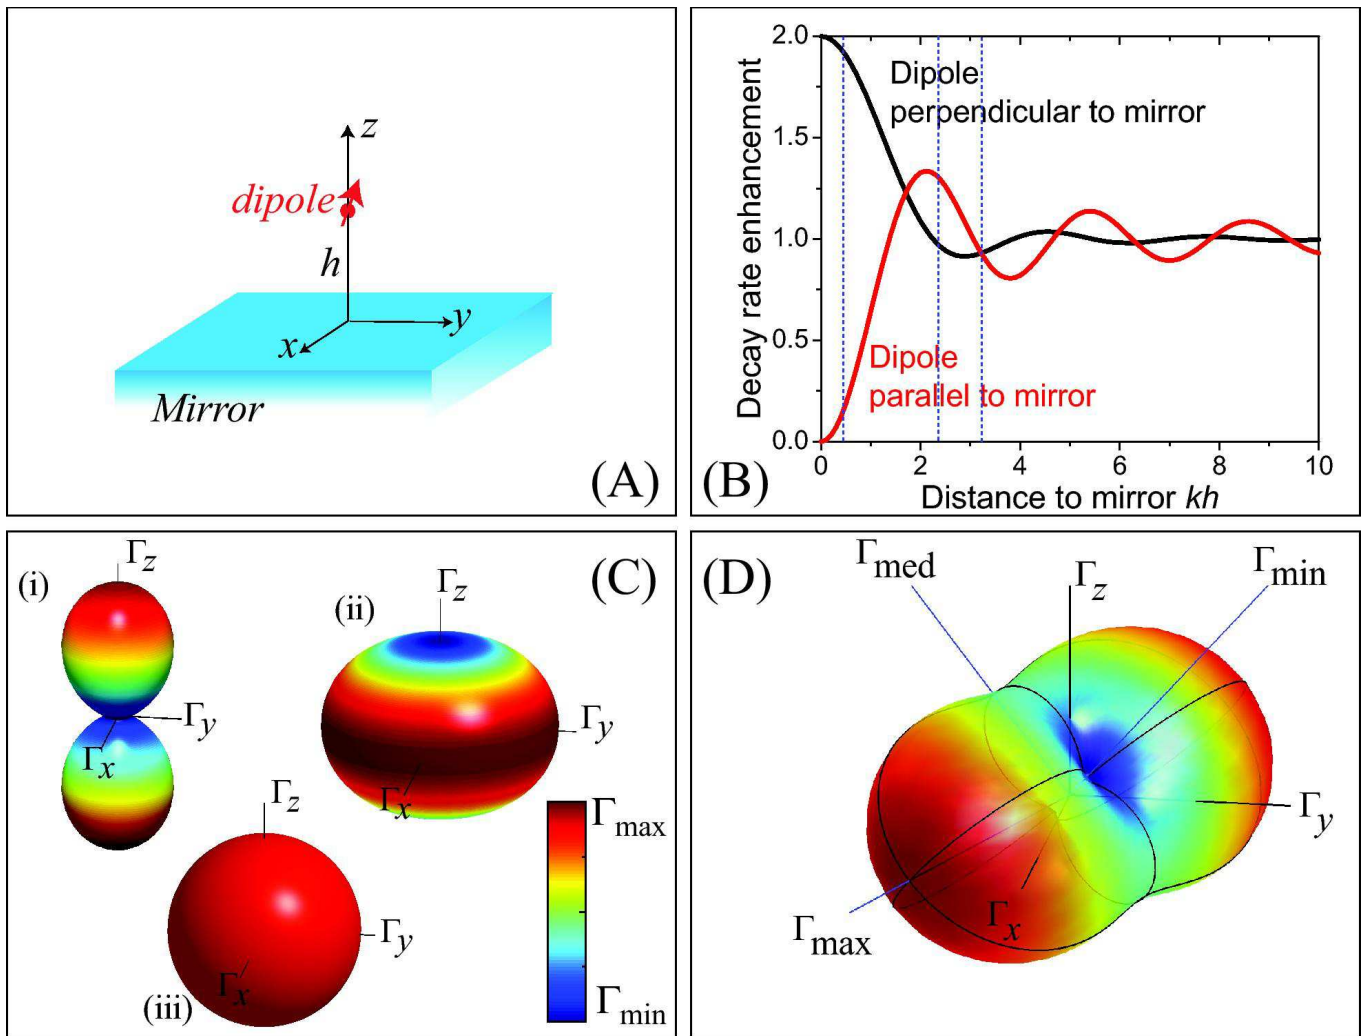 z
dipole
h
y
x
Mirror
(A)
Decay rate enhancement
2.0
1.5
1.0
0.5
0.0
Dipole
perpendicular to mirror
Dipole
parallel to mirror
0 2 4 6 8 10
Distance to mirror kh
(B)
(i)
Γz
Γy
Γx
(ii)
Γz
Γy
Γx
(C)
(iii)
Γz
Γy
Γx
Γmax
Γmin
Γmed
Γz
Γmin
(D)
Γy
Γx
Γmax